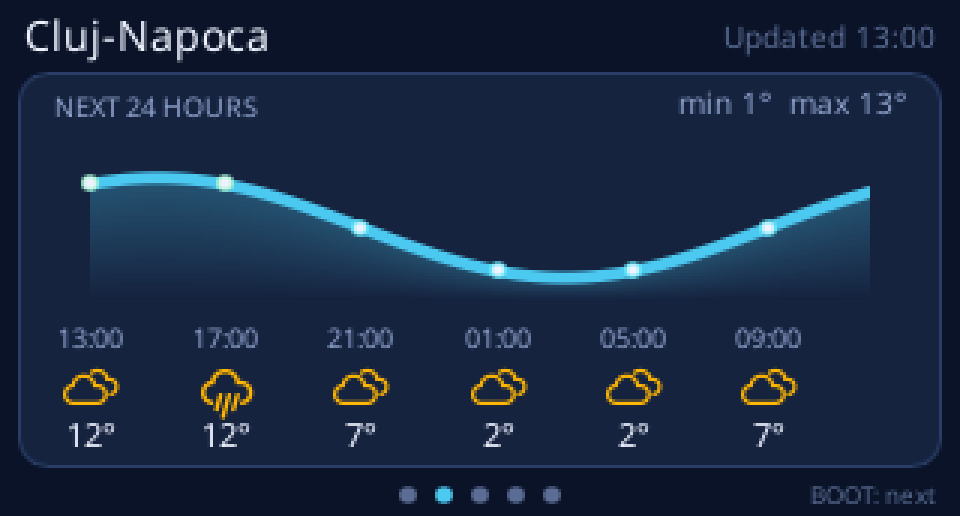 Cluj-Napoca
Updated 13:00
NEXT 24 HOURS
min 1° max 13°
13:00 17:00 21:00 01:00 05:00 09:00
12° 12° 7° 2° 2° 7°
BOOT: next